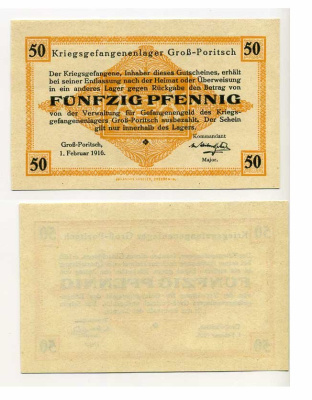 50 50
Kriegsgefangenenlager Groß-Poritsch
Der Kriegsgefangene, Inhaber dieses Gutscheines, erhält
bei seiner Entlassung nach der Heimat oder Überweisung
in ein anderes Lager gegen Rückgabe den Betrag von
FÜNFZIG PFENNIG
von der Verwaltung für Gefangenengeld des Kriegs-
gefangenenlagers Groß-Poritsch ausbezahlt. Der Schein
gilt nur innerhalb des Lagers.
Kommandant
Groß-Poritsch,
1. Februar 1916.
Major.
50 50